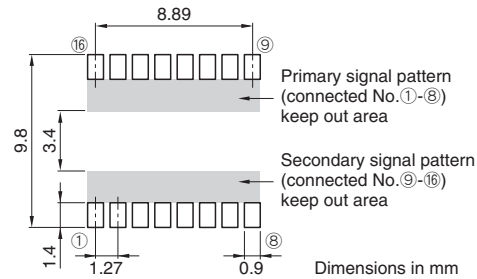 8.89
⑯
⑨
Primary signal pattern
(connected No.①-⑧)
keep out area
9.8
3.4
Secondary signal pattern
(connected No.⑨-⑯)
keep out area
1.4
①
⑧
1.27
0.9
Dimensions in mm